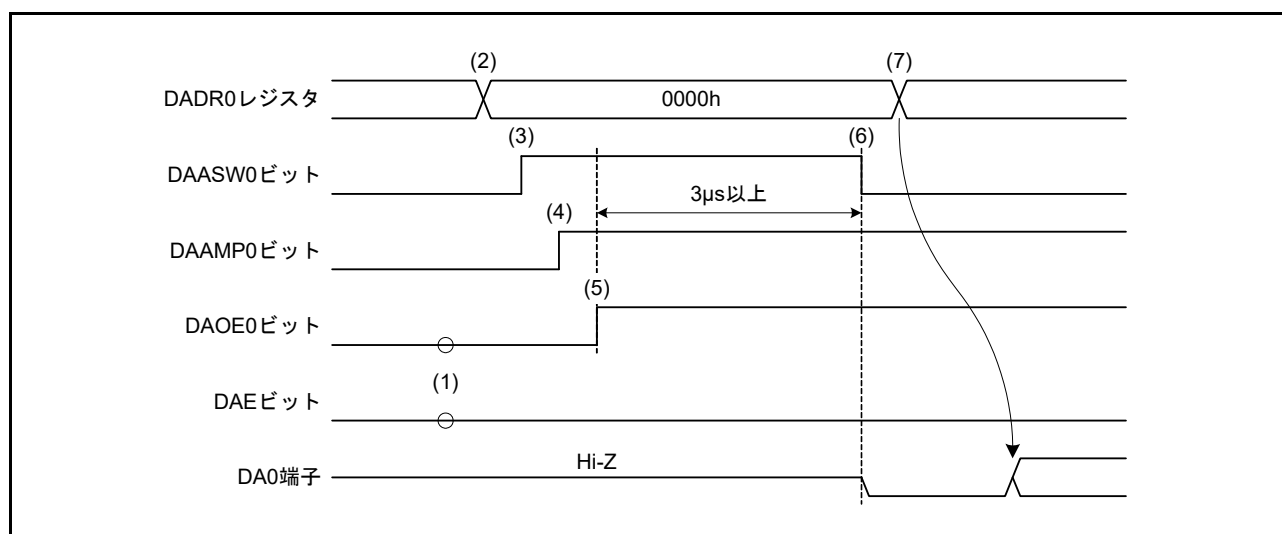 (2) (7)
DADR0レジスタ 0000h
(3) (6)
DAASW0ビット
3μs以上
(4)
DAAMP0ビット
(5)
DAOE0ビット
(1)
DAEビット
Hi-Z
DA0端子